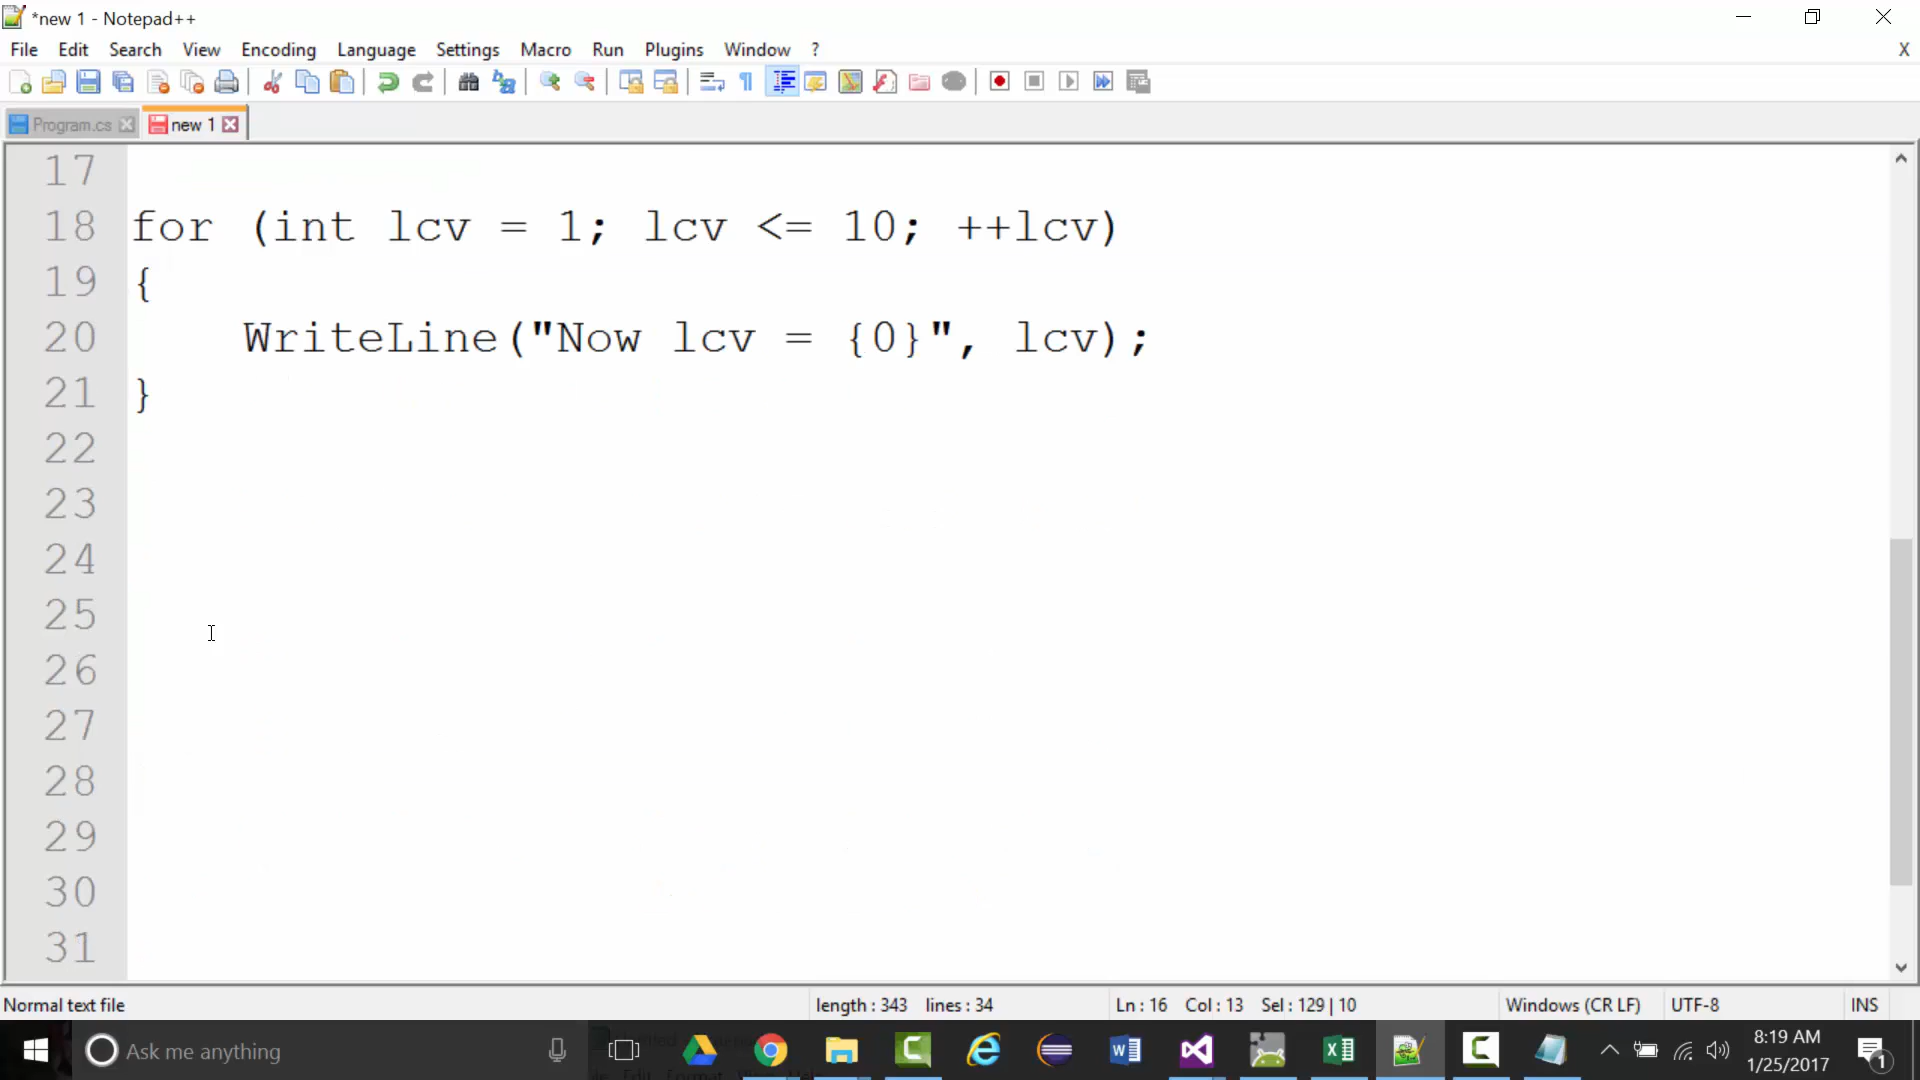 *new 1 - Notepad++
File Edit Search View Encoding Language Settings Macro Run Plugins Window ? X
Program.cs new 1
17
18 for (int lcv = 1; lcv <= 10; ++lcv)
19 {
20 WriteLine("Now lcv = {0}", lcv);
21 }
22
23
24
25
26
27
28
29
30
31
Normal text file length : 343 lines : 34 Ln : 16 Col : 13 Sel : 129 | 10 Windows (CR LF) UTF-8 INS
Ask me anything 8:19 AM
1/25/2017 1